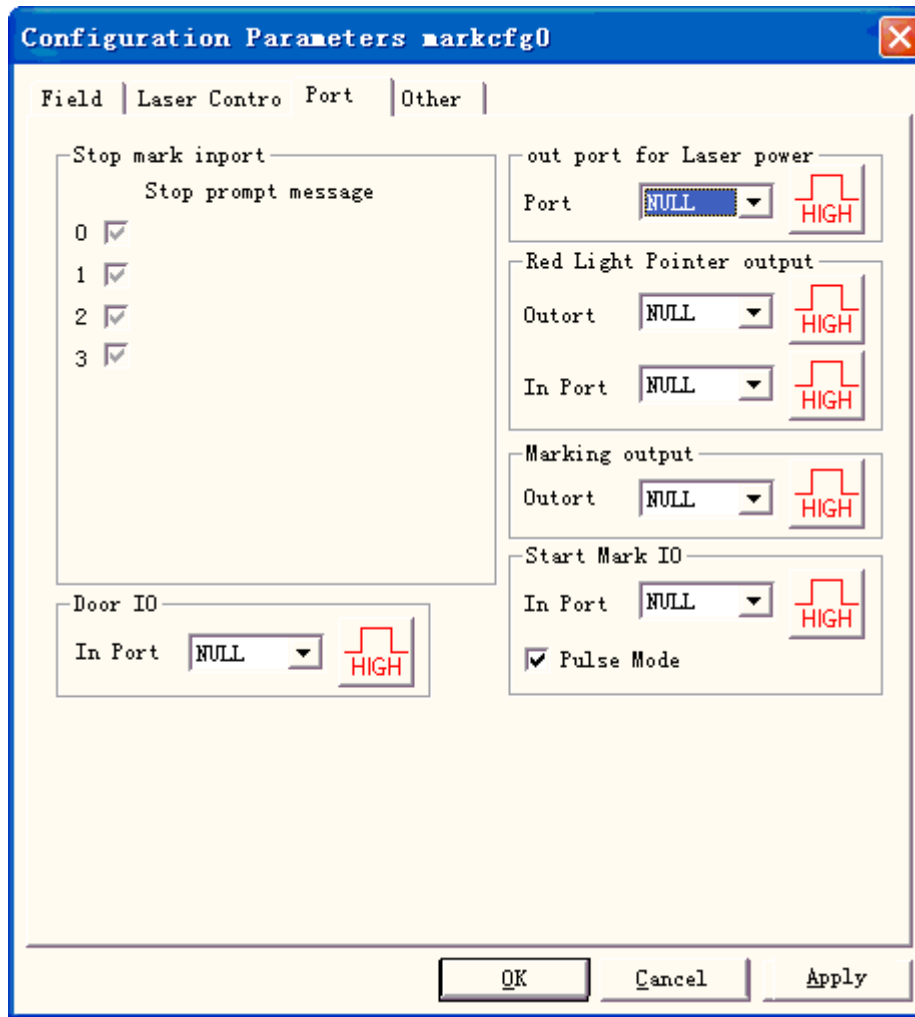 Configuration Parameters markcfg0
Field Laser Contro Port Other
Stop mark inport
Stop prompt message
0
1
2
3
Door IO
In Port NULL HIGH
out port for Laser power
Port NULL HIGH
Red Light Pointer output
Outort NULL HIGH
In Port NULL HIGH
Marking output
Outort NULL HIGH
Start Mark IO
In Port NULL HIGH
Pulse Mode
OK Cancel Apply